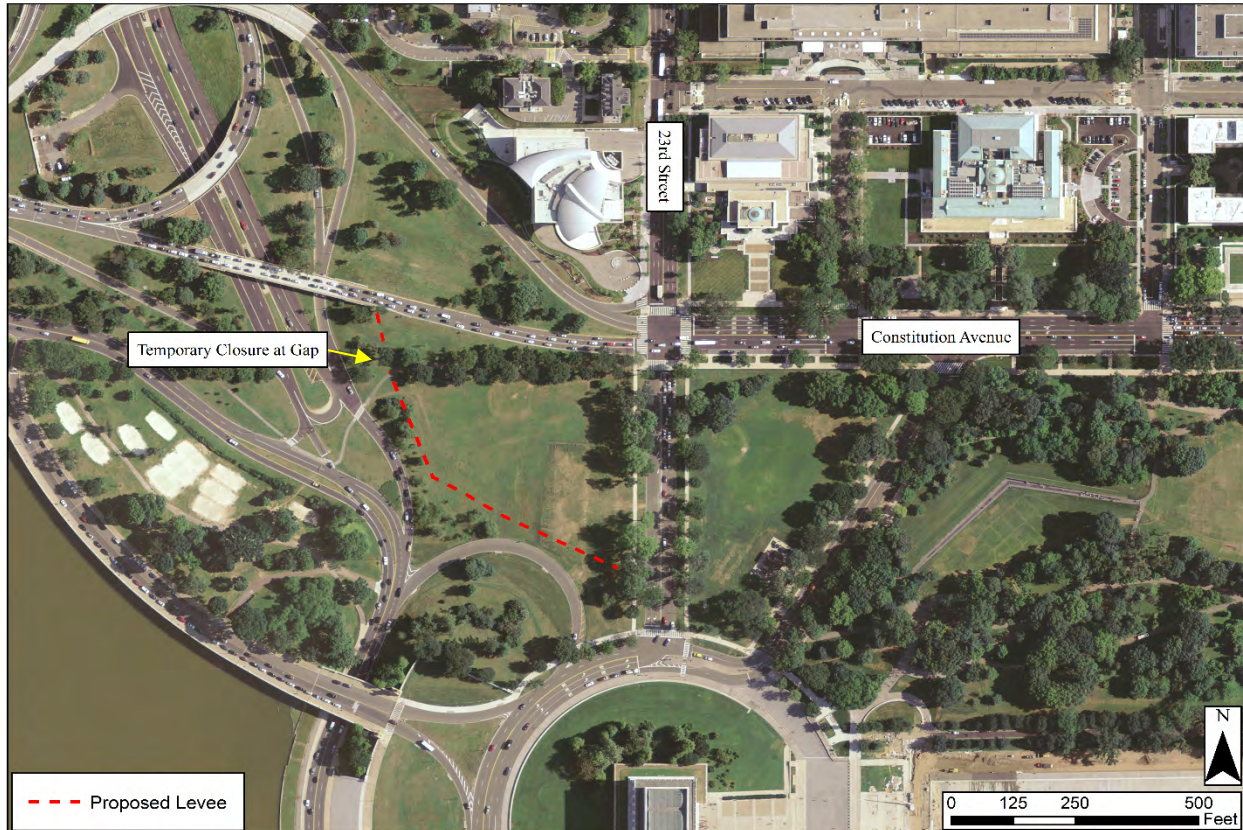 23rd Street
Constitution Avenue
Temporary Closure at Gap
Proposed Levee
N
0 125 250 500
Feet